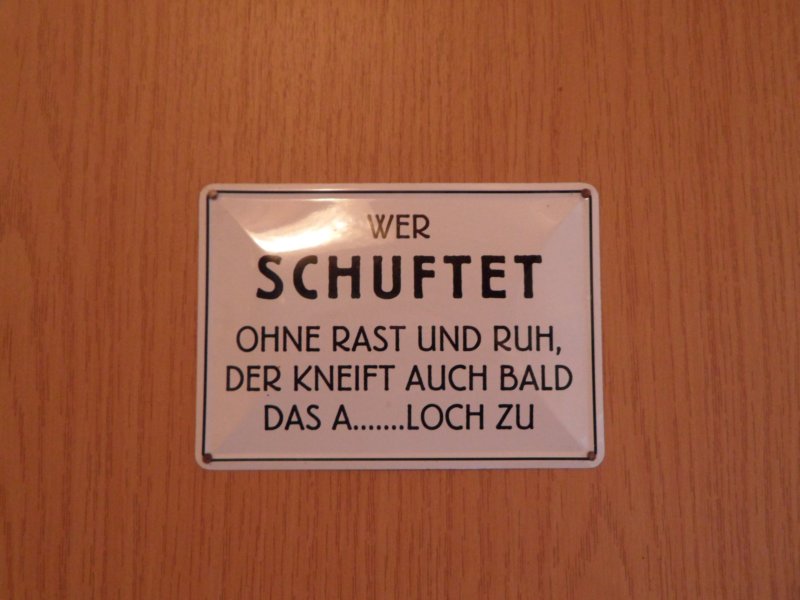 WER
SCHUFTET
OHNE RAST UND RUH,
DER KNEIFT AUCH BALD
DAS A.......LOCH ZU